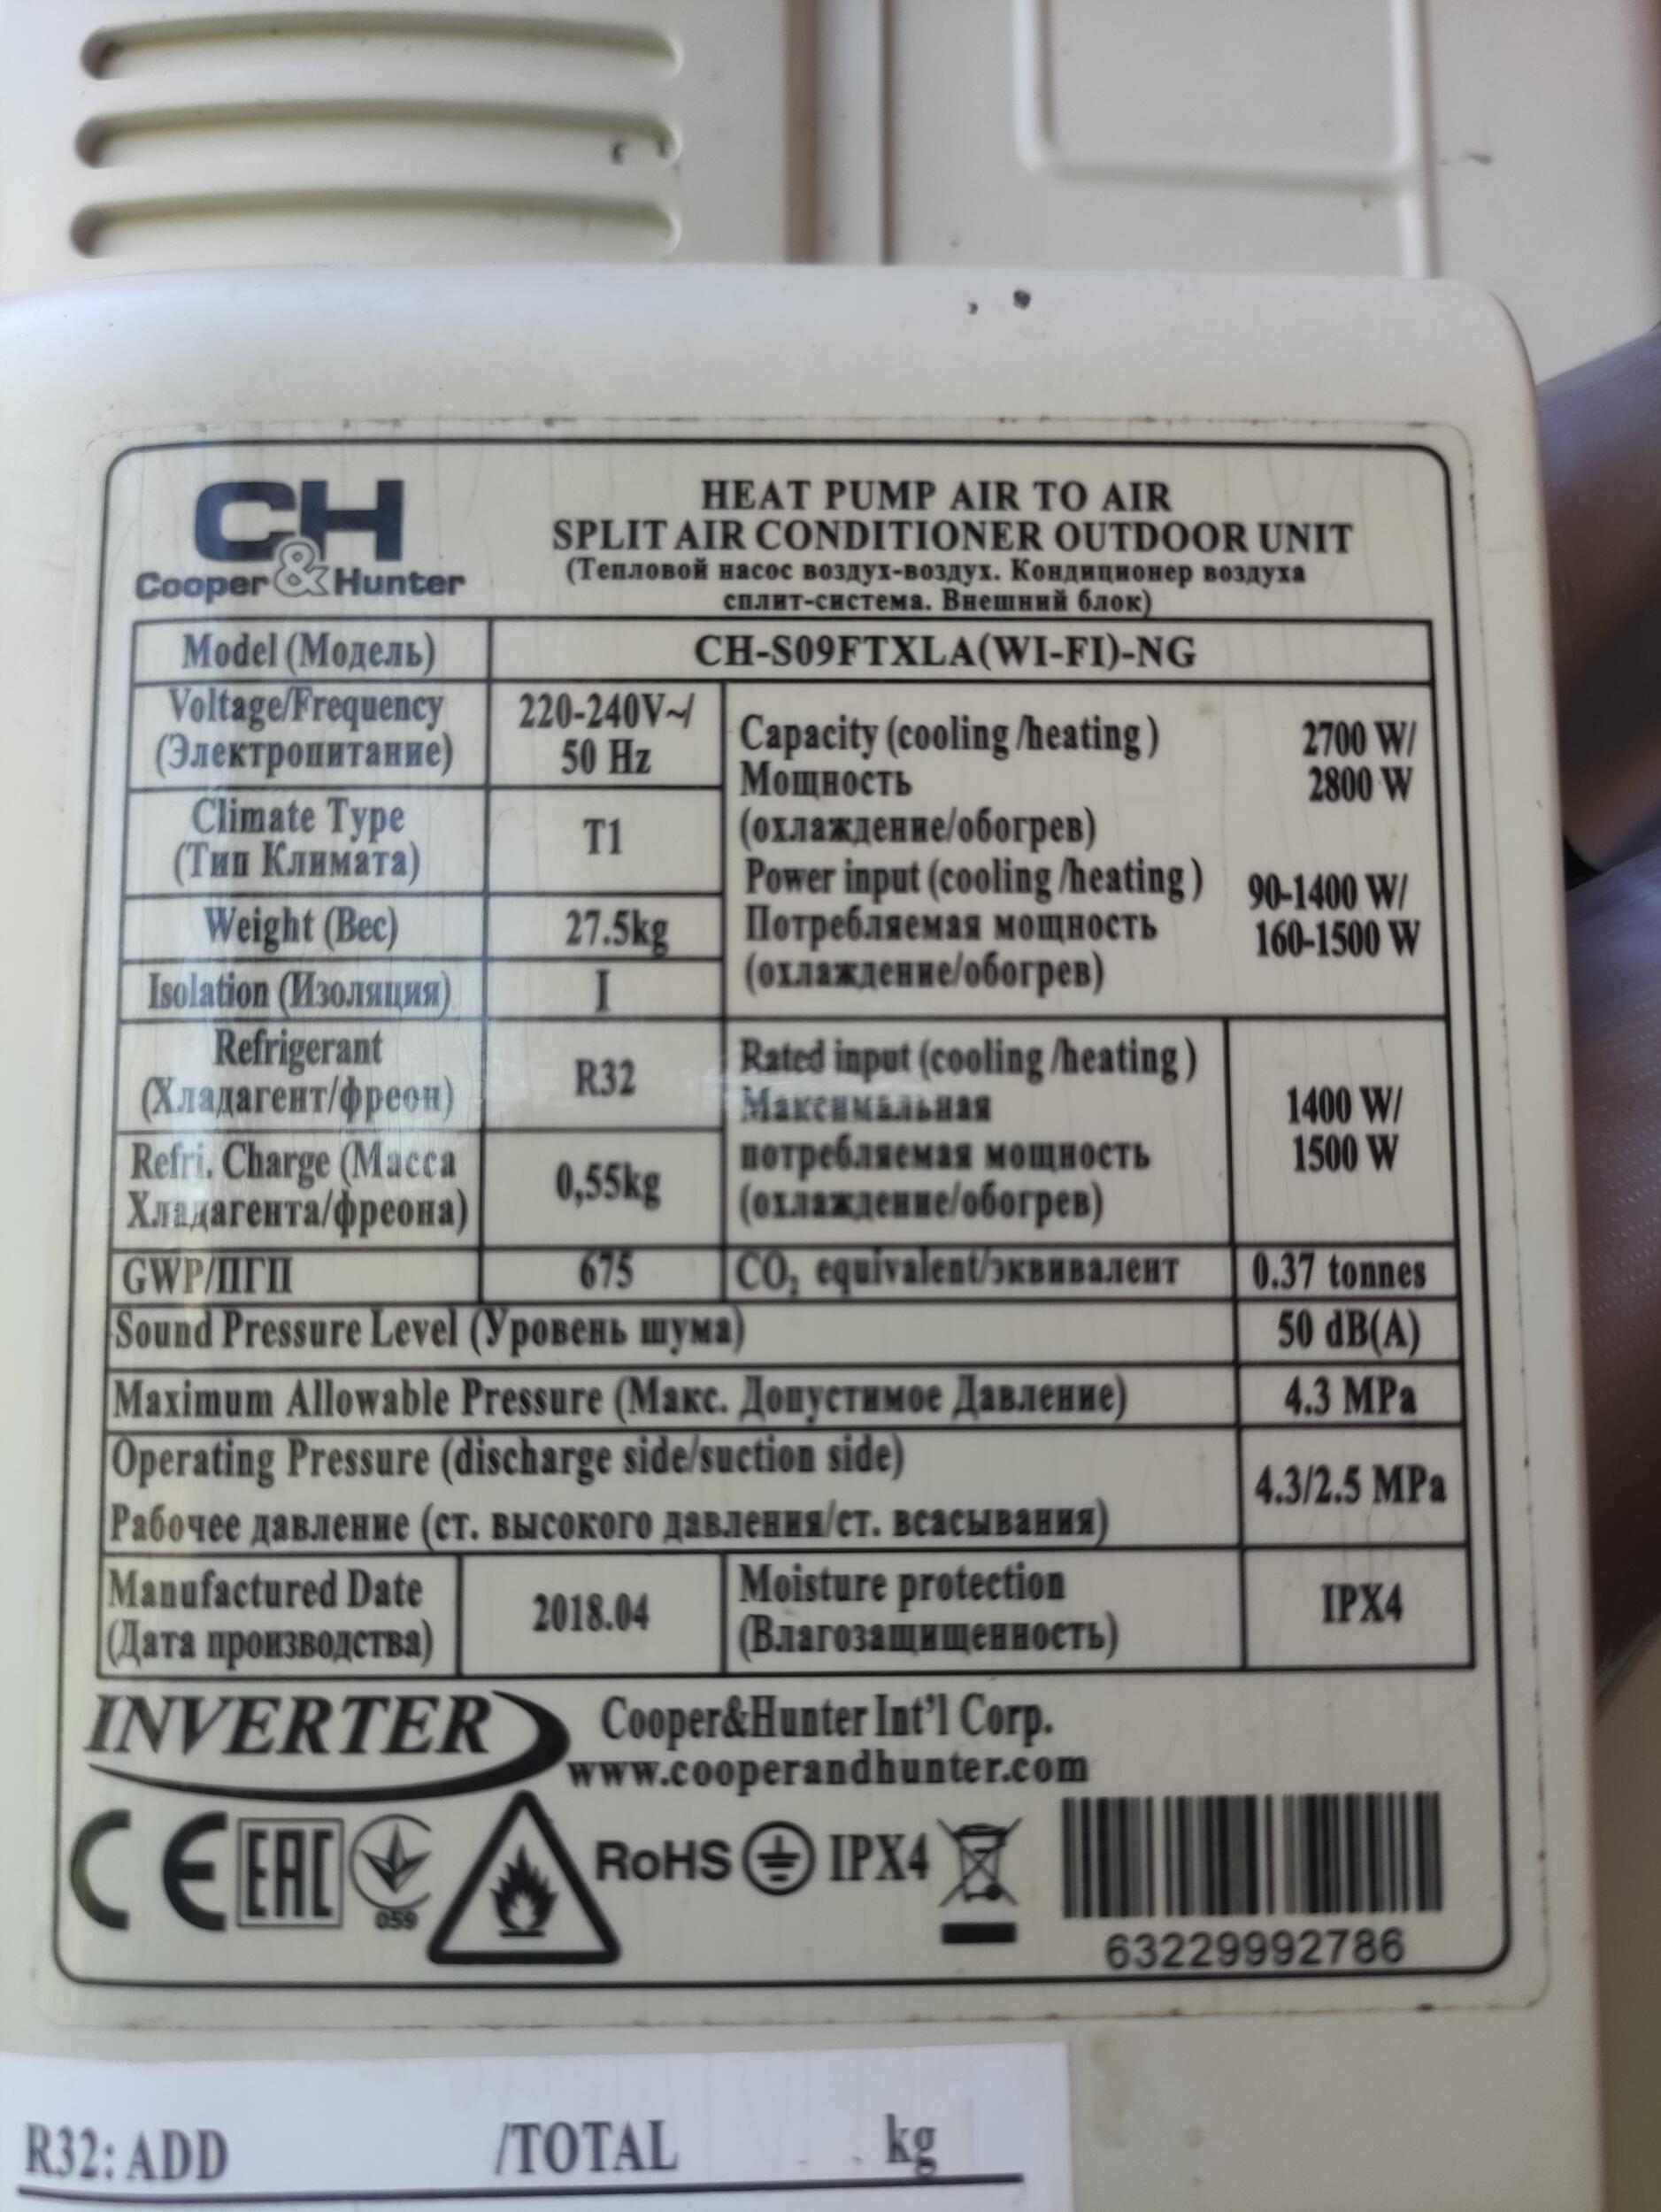 CH
Cooper & Hunter
HEAT PUMP AIR TO AIR
SPLIT AIR CONDITIONER OUTDOOR UNIT
(Тепловой насос воздух-воздух. Кондиционер воздуха
сплит-система. Внешний блок)
Model (Модель)
CH-S09FTXLA(WI-FI)-NG
Voltage/Frequency
(Электропитание)
220-240V~/
50 Hz
Capacity (cooling /heating )
Мощность
(охлаждение/обогрев)
2700 W/
2800 W
Climate Type
(Тип Климата)
T1
Power input (cooling /heating )
Потребляемая мощность
(охлаждение/обогрев)
90-1400 W/
160-1500 W
Weight (Вес)
27.5kg
Isolation (Изоляция)
I
Refrigerant
(Хладагент/фреон)
R32
Rated input (cooling /heating )
Максимальная
потребляемая мощность
(охлаждение/обогрев)
1400 W/
1500 W
Refri. Charge (Масса
Хладагента/фреона)
0,55kg
GWP/ПГП
675
CO₂ equivalent/эквивалент
0.37 tonnes
Sound Pressure Level (Уровень шума)
50 dB(A)
Maximum Allowable Pressure (Макс. Допустимое Давление)
4.3 MPa
Operating Pressure (discharge side/suction side)
Рабочее давление (ст. высокого давления/ст. всасывания)
4.3/2.5 MPa
Manufactured Date
(Дата производства)
2018.04
Moisture protection
(Влагозащищенность)
IPX4
INVERTER
Cooper&Hunter Int'l Corp.
www.cooperandhunter.com
CE EAC 059 RoHS IPX4
63229992786
R32: ADD /TOTAL kg